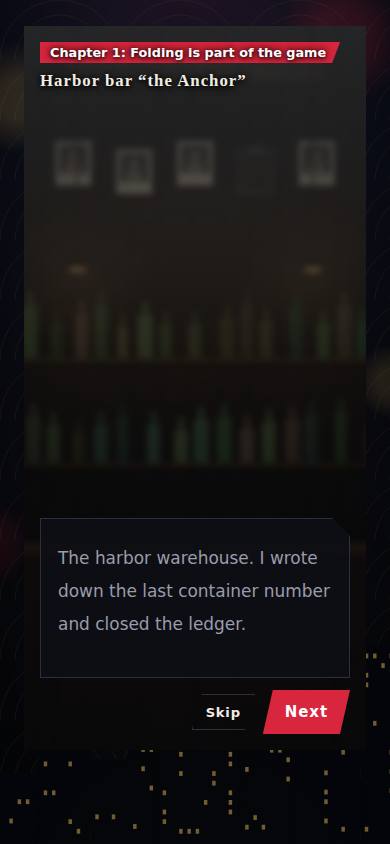 Chapter 1: Folding is part of the game
Harbor bar “the Anchor”
The harbor warehouse. I wrote
down the last container number
and closed the ledger.
Skip
Next